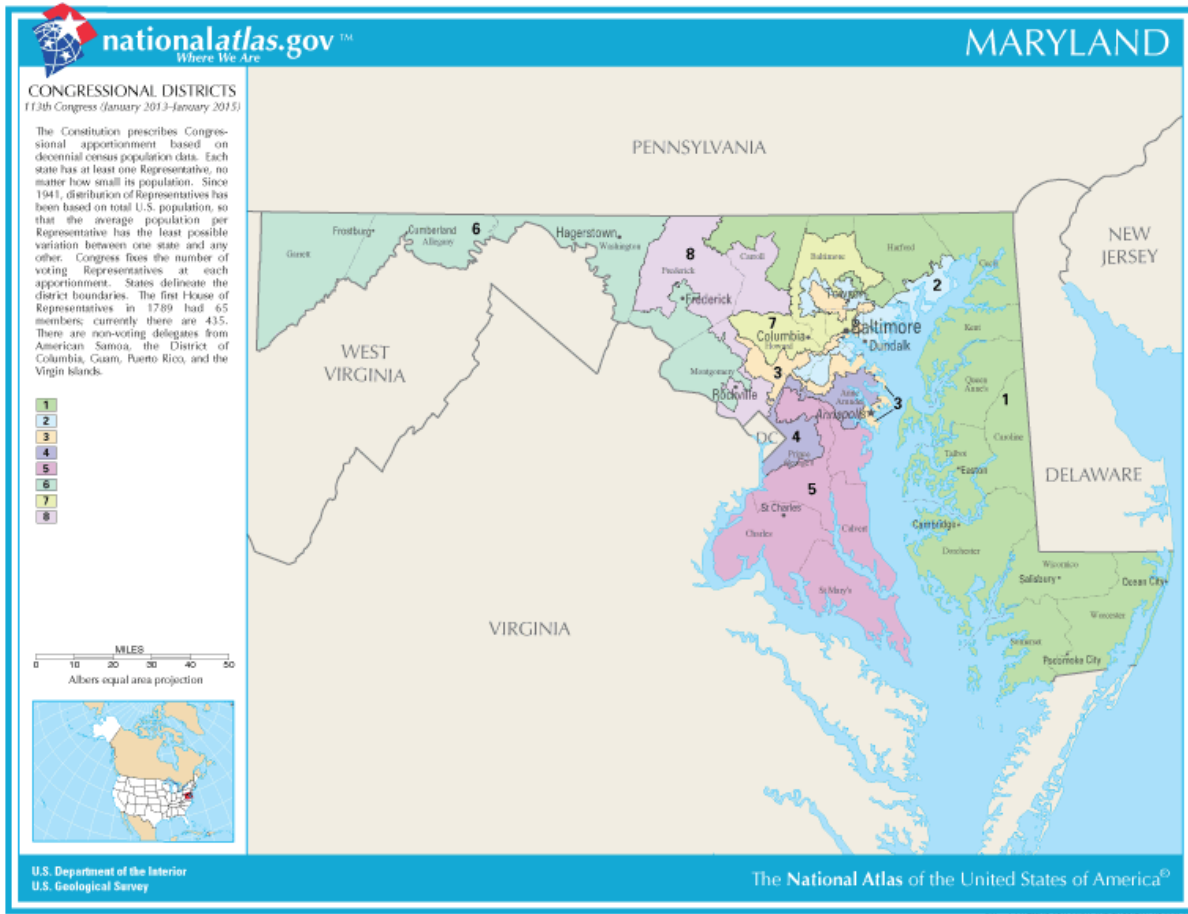 nationalatlas.gov ™
Where We Are
MARYLAND
CONGRESSIONAL DISTRICTS
113th Congress (January 2013–January 2015)
The Constitution prescribes Congres-
sional apportionment based on
decennial census population data. Each
state has at least one Representative, no
matter how small its population. Since
1941, distribution of Representatives has
been based on total U.S. population, so
that the average population per
Representative has the least possible
variation between one state and any
other. Congress fixes the number of
voting Representatives at each
apportionment. States delineate the
district boundaries. The first House of
Representatives in 1789 had 65
members; currently there are 435.
There are non-voting delegates from
American Samoa, the District of
Columbia, Guam, Puerto Rico, and the
Virgin Islands.
1
2
3
4
5
6
7
8
MILES
0 10 20 30 40 50
Albers equal area projection
PENNSYLVANIA
NEW
JERSEY
WEST
VIRGINIA
VIRGINIA
DELAWARE
DC
Garrett
Frostburg
Cumberland
Allegany
6
Hagerstown
Washington
8
Frederick
Frederick
Carroll
Baltimore
Harford
Cecil
2
Towson
Baltimore
Dundalk
7
Columbia
Howard
3
Montgomery
Rockville
Anne
Arundel
Annapolis
3
4
Prince
George's
5
St Charles
Charles
Calvert
St Mary's
Kent
Queen
Anne's
1
Caroline
Talbot
Easton
Cambridge
Dorchester
Wicomico
Salisbury
Ocean City
Worcester
Somerset
Pocomoke City
U.S. Department of the Interior
U.S. Geological Survey
The National Atlas of the United States of America®